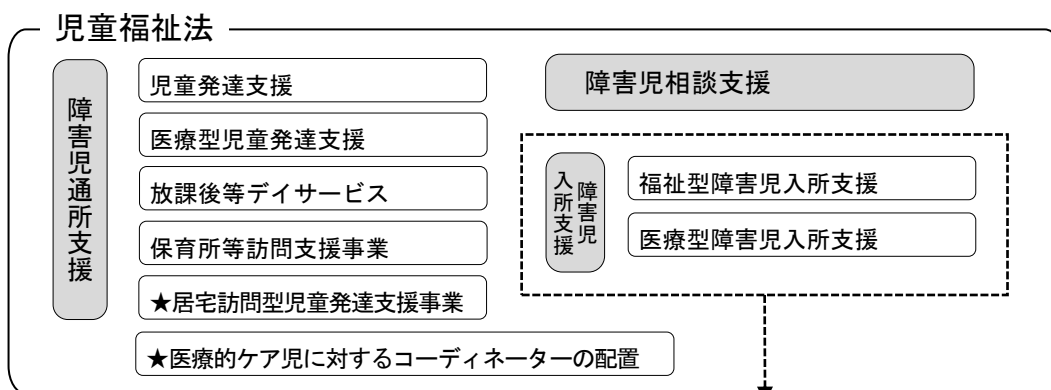 児童福祉法
障害児通所支援
児童発達支援
医療型児童発達支援
放課後等デイサービス
保育所等訪問支援事業
★居宅訪問型児童発達支援事業
★医療的ケア児に対するコーディネーターの配置
障害児相談支援
障害児
入所支援
福祉型障害児入所支援
医療型障害児入所支援